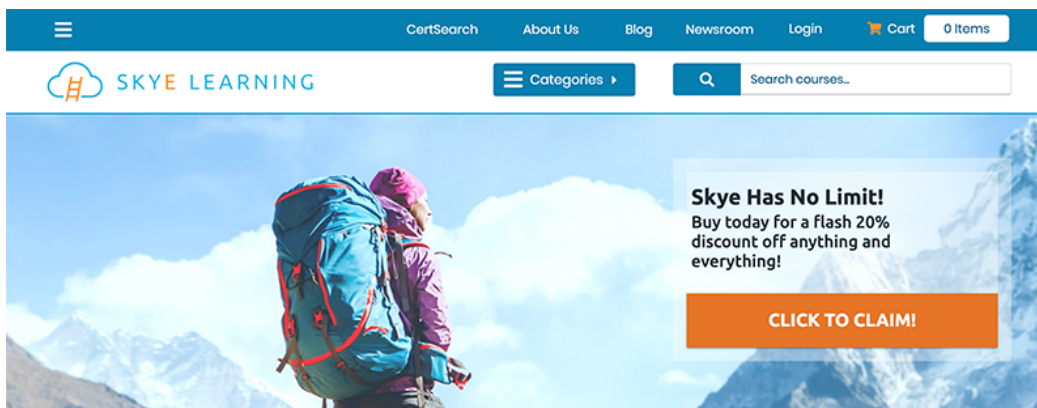 CertSearch About Us Blog Newsroom Login Cart 0 Items
SKYE LEARNING Categories Search courses...
Skye Has No Limit!
Buy today for a flash 20%
discount off anything and
everything!
CLICK TO CLAIM!